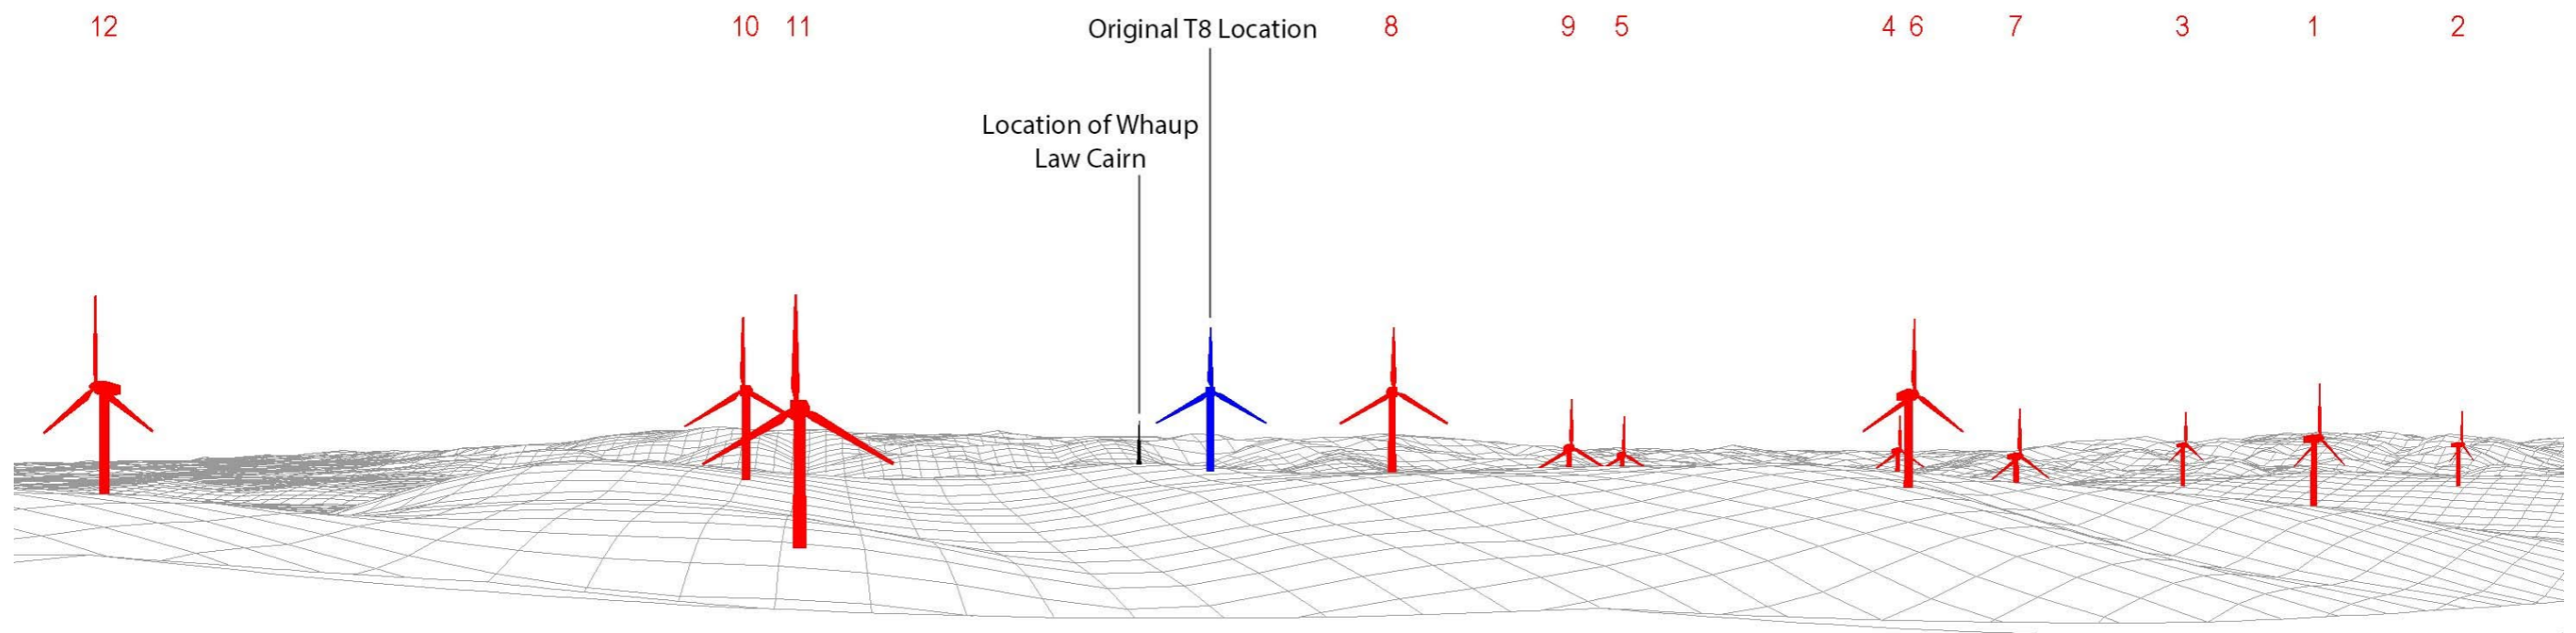 12 10 11 Original T8 Location 8 9 5 4 6 7 3 1 2
Location of Whaup
Law Cairn